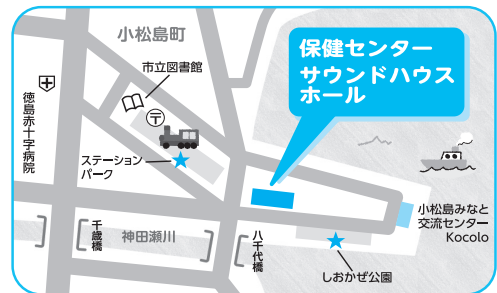 小松島町
保健センター
サウンドハウス
ホール
市立図書館
〒
徳島赤十字病院
ステーション
パーク
小松島みなと
交流センター
Kocolo
千歳橋
神田瀬川
八千代橋
しおかぜ公園